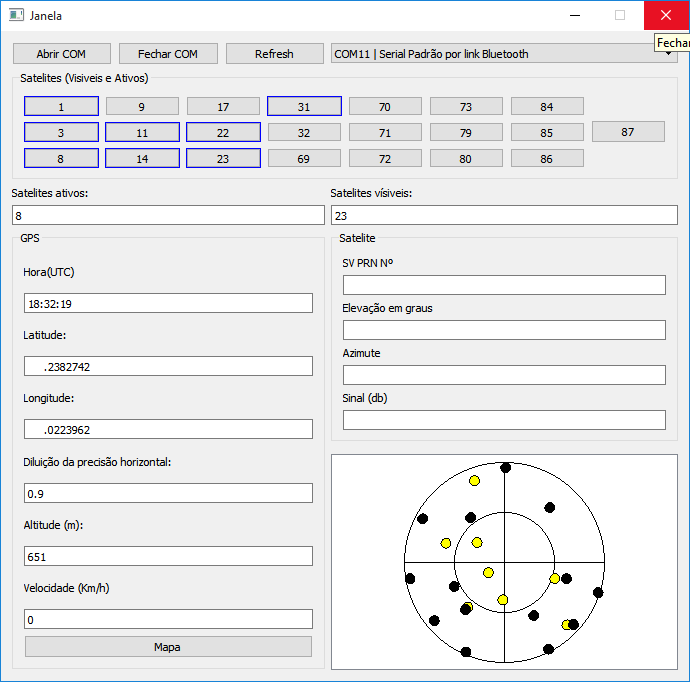 Janela
Abrir COM Fechar COM Refresh COM11 | Serial Padrão por link Bluetooth
Fechar
Satelites (Visiveis e Ativos)
1 9 17 31 70 73 84
3 11 22 32 71 79 85 87
8 14 23 69 72 80 86
Satelites ativos: Satelites vísiveis:
8 23
GPS
Hora(UTC)
18:32:19
Latitude:
.2382742
Longitude:
.0223962
Diluição da precisão horizontal:
0.9
Altitude (m):
651
Velocidade (Km/h)
0
Mapa
Satelite
SV PRN Nº
Elevação em graus
Azimute
Sinal (db)